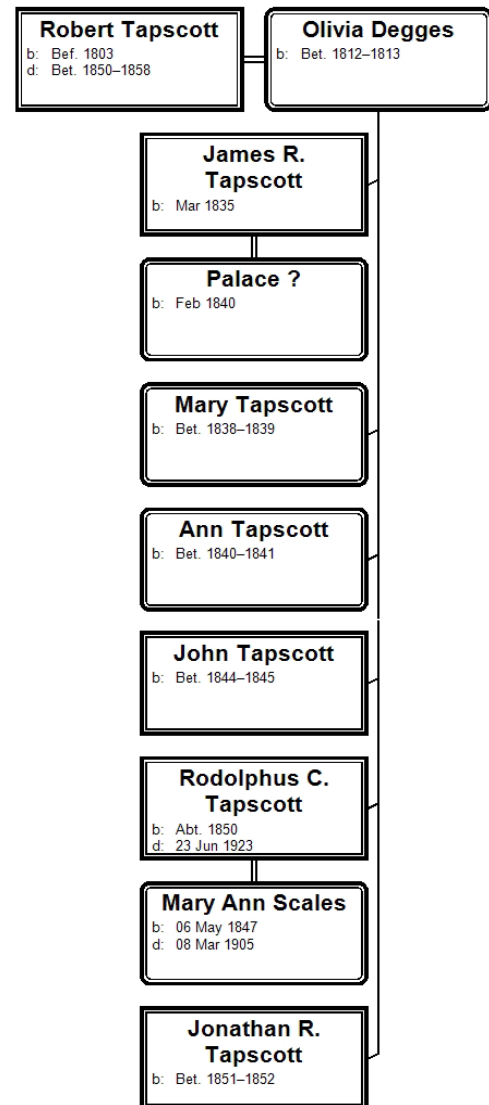 Robert Tapscott
b: Bef. 1803
d: Bet. 1850–1858
Olivia Degges
b: Bet. 1812–1813
James R.
Tapscott
b: Mar 1835
Palace ?
b: Feb 1840
Mary Tapscott
b: Bet. 1838–1839
Ann Tapscott
b: Bet. 1840–1841
John Tapscott
b: Bet. 1844–1845
Rodolphus C.
Tapscott
b: Abt. 1850
d: 23 Jun 1923
Mary Ann Scales
b: 06 May 1847
d: 08 Mar 1905
Jonathan R.
Tapscott
b: Bet. 1851–1852